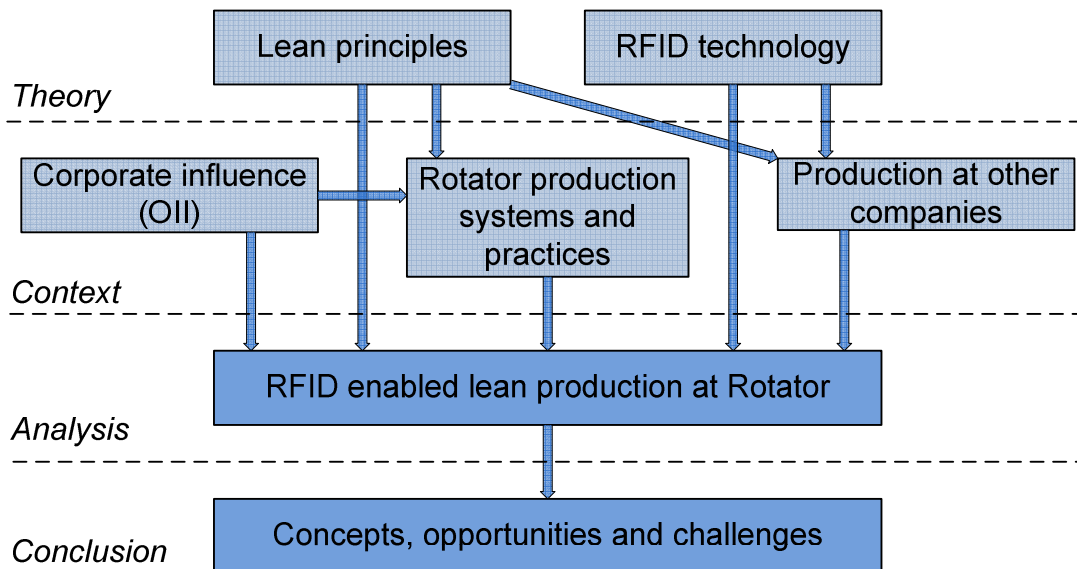 Lean principles
RFID technology
Theory
Corporate influence
(OII)
Rotator production
systems and
practices
Production at other
companies
Context
RFID enabled lean production at Rotator
Analysis
Concepts, opportunities and challenges
Conclusion